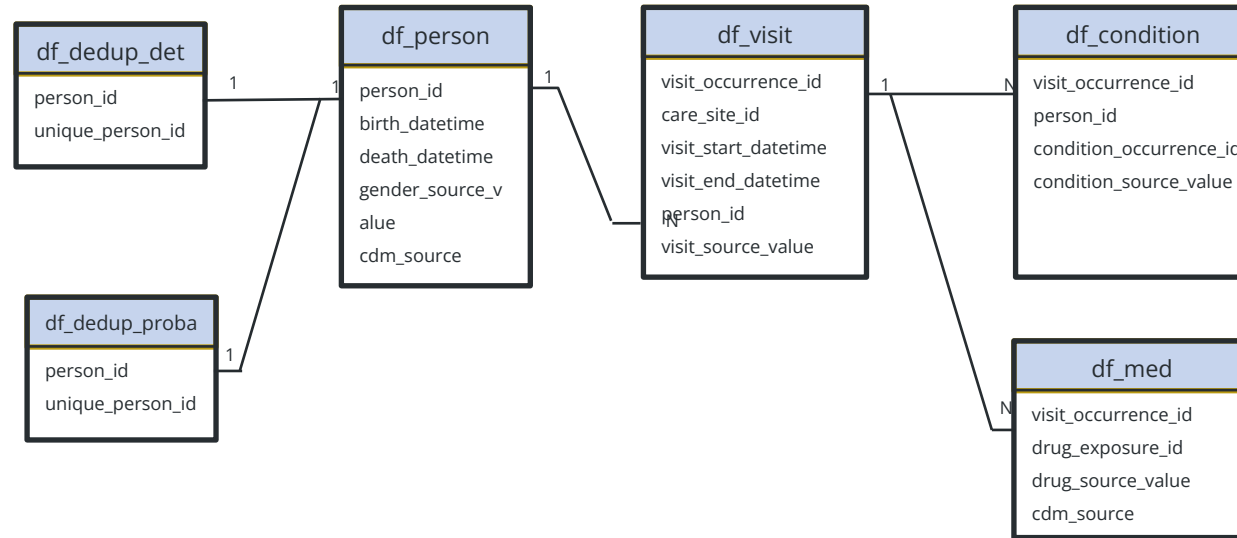 df_dedup_det
person_id
unique_person_id
1
1
df_person
person_id
birth_datetime
death_datetime
gender_source_v
alue
cdm_source
1
N
df_visit
visit_occurrence_id
care_site_id
visit_start_datetime
visit_end_datetime
person_id
visit_source_value
1
N
df_condition
visit_occurrence_id
person_id
condition_occurrence_id
condition_source_value
df_dedup_proba
person_id
unique_person_id
1
N
df_med
visit_occurrence_id
drug_exposure_id
drug_source_value
cdm_source